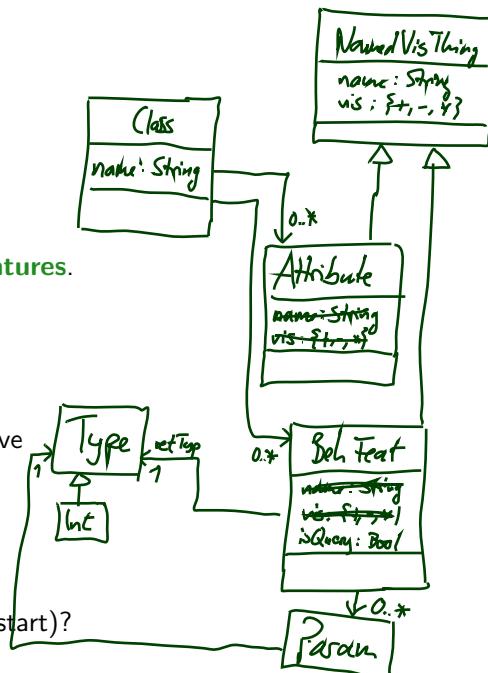 NamedVisThing
name : String
vis : {+, -, #}
Class
name : String
0..*
Attribute
name : String
vis : {+, -, #}
atures.
ve
Type
retTyp
1
1
Int
0..*
Beh Feat
name : String
vis : {+, -, #}
isQuery : Bool
start)?
0..*
Param